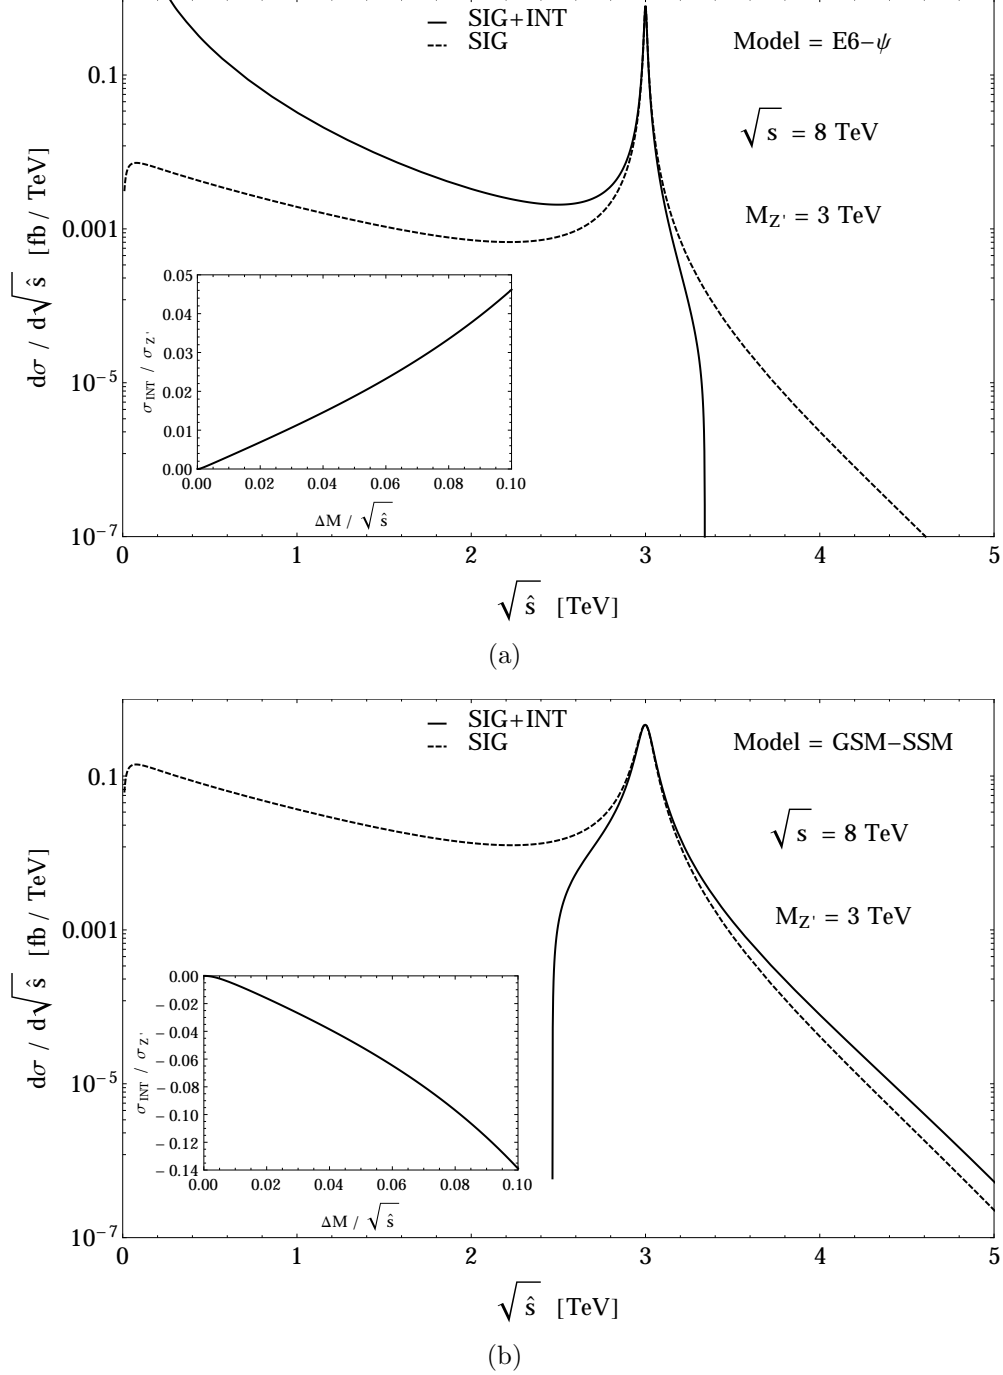 SIG+INT
SIG
Model = E6−ψ
√s = 8 TeV
M_Z' = 3 TeV
dσ / d√ŝ [fb / TeV]
0.1
0.001
10^−5
10^−7
0 1 2 3 4 5
√ŝ [TeV]
σ_INT / σ_Z'
0.05
0.04
0.03
0.02
0.01
0.00
0.00 0.02 0.04 0.06 0.08 0.10
ΔM / √ŝ
(a)
SIG+INT
SIG
Model = GSM−SSM
√s = 8 TeV
M_Z' = 3 TeV
dσ / d√ŝ [fb / TeV]
0.1
0.001
10^−5
10^−7
0 1 2 3 4 5
√ŝ [TeV]
σ_INT / σ_Z'
0.00
−0.02
−0.04
−0.06
−0.08
−0.10
−0.12
−0.14
0.00 0.02 0.04 0.06 0.08 0.10
ΔM / √ŝ
(b)